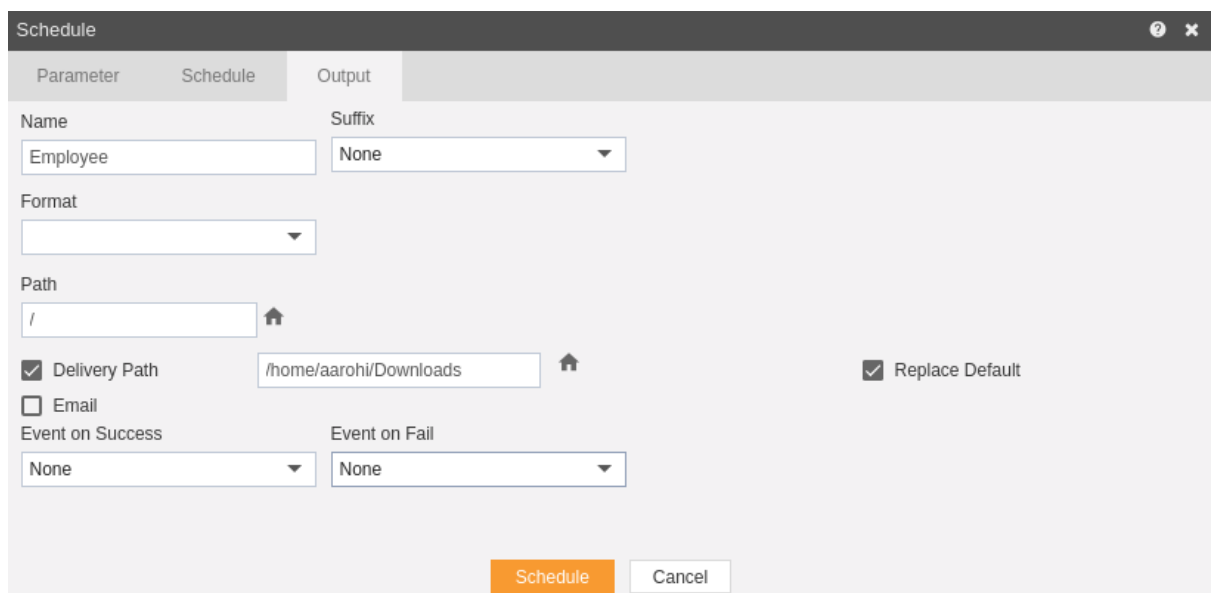 Schedule
Parameter Schedule Output
Name Suffix
Employee None
Format
Path
/
Delivery Path /home/aarohi/Downloads Replace Default
Email
Event on Success Event on Fail
None None
Schedule Cancel